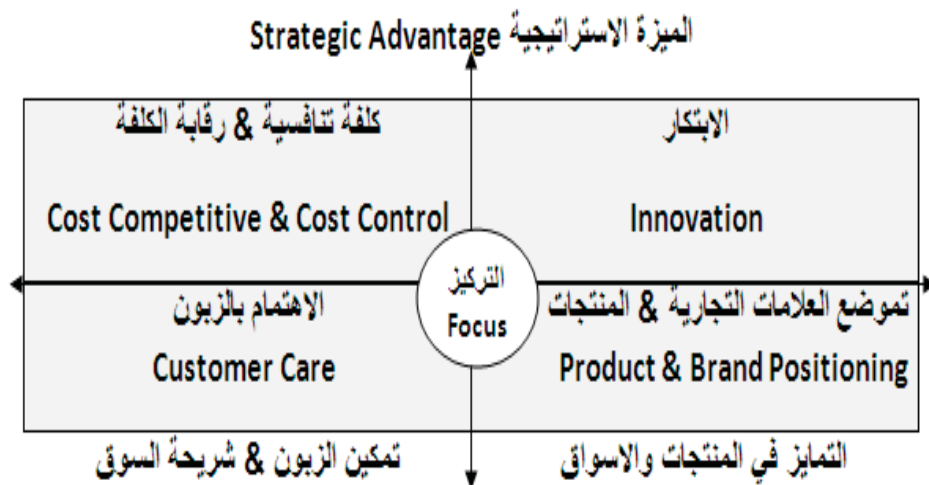 Strategic Advantage الميزة الاستراتيجية
كلفة تنافسية & رقابة الكلفة
الابتكار
Cost Competitive & Cost Control
Innovation
التركيز
Focus
الاهتمام بالزبون
تموضع العلامات التجارية & المنتجات
Customer Care
Product & Brand Positioning
تمكين الزبون & شريحة السوق
التمايز في المنتجات والاسواق